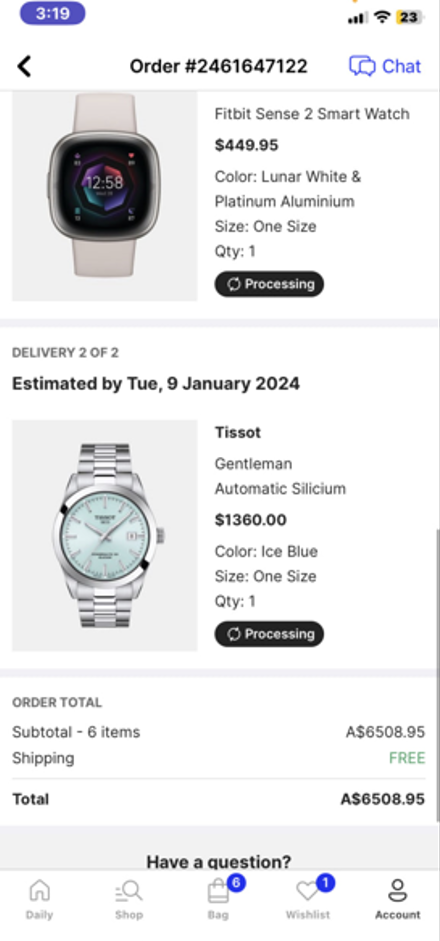 3:19
23
Order #2461647122
Chat
Fitbit Sense 2 Smart Watch
$449.95
12:58
Color: Lunar White &
Platinum Aluminium
Size: One Size
Qty: 1
Processing
DELIVERY 2 OF 2
Estimated by Tue, 9 January 2024
Tissot
Gentleman
Automatic Silicium
$1360.00
TISSOT
Color: Ice Blue
Size: One Size
Qty: 1
Processing
ORDER TOTAL
Subtotal - 6 items A$6508.95
Shipping FREE
Total A$6508.95
Have a question?
6 1
Daily Shop Bag Wishlist Account